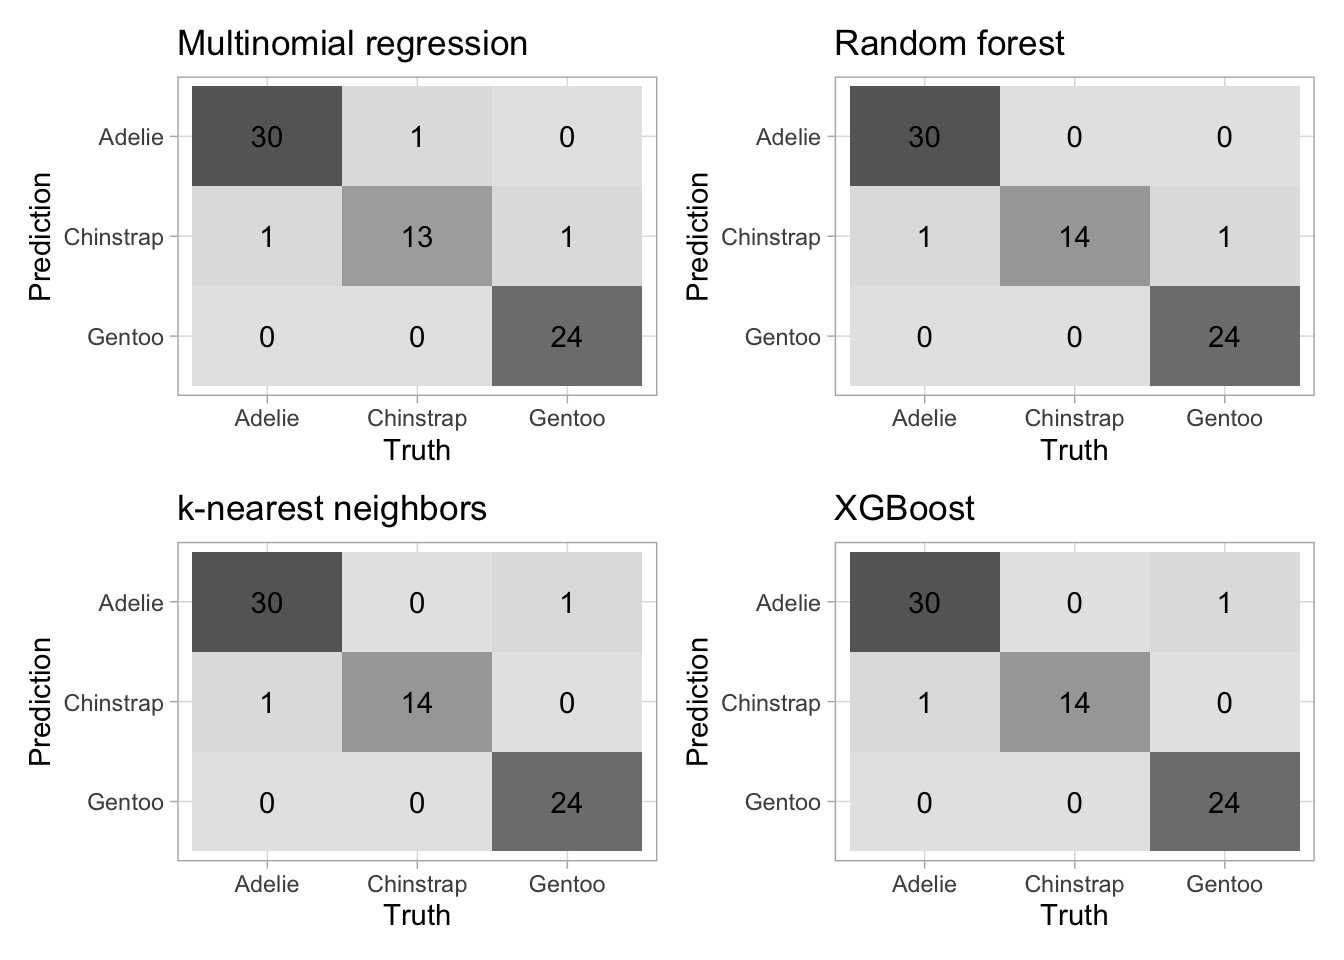 Multinomial regression
Prediction
Adelie 30 1 0
Chinstrap 1 13 1
Gentoo 0 0 24
Adelie Chinstrap Gentoo
Truth
Random forest
Prediction
Adelie 30 0 0
Chinstrap 1 14 1
Gentoo 0 0 24
Adelie Chinstrap Gentoo
Truth
k-nearest neighbors
Prediction
Adelie 30 0 1
Chinstrap 1 14 0
Gentoo 0 0 24
Adelie Chinstrap Gentoo
Truth
XGBoost
Prediction
Adelie 30 0 1
Chinstrap 1 14 0
Gentoo 0 0 24
Adelie Chinstrap Gentoo
Truth